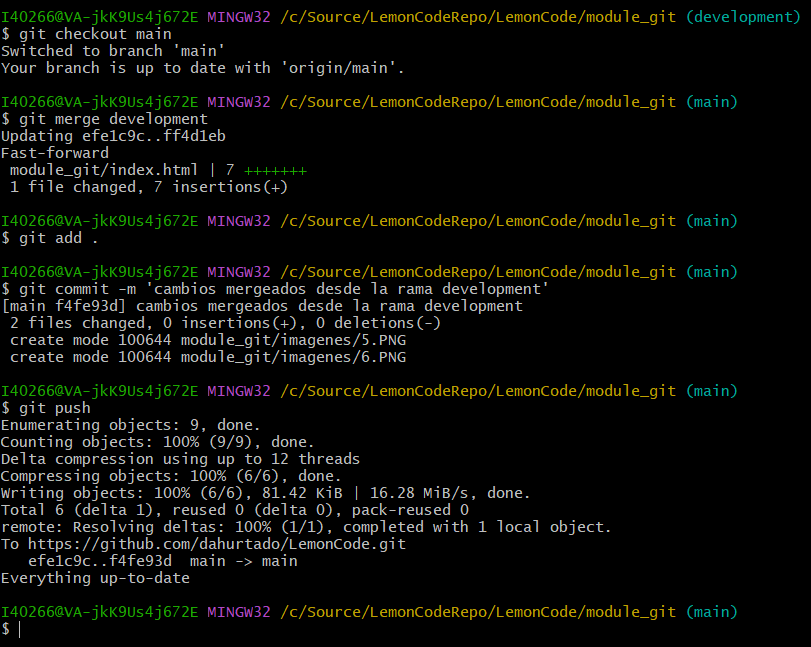 I40266@VA-jkK9Us4j672E MINGW32 /c/Source/LemonCodeRepo/LemonCode/module_git (development)
$ git checkout main
Switched to branch 'main'
Your branch is up to date with 'origin/main'.

I40266@VA-jkK9Us4j672E MINGW32 /c/Source/LemonCodeRepo/LemonCode/module_git (main)
$ git merge development
Updating efe1c9c..ff4d1eb
Fast-forward
 module_git/index.html | 7 +++++++
 1 file changed, 7 insertions(+)

I40266@VA-jkK9Us4j672E MINGW32 /c/Source/LemonCodeRepo/LemonCode/module_git (main)
$ git add .

I40266@VA-jkK9Us4j672E MINGW32 /c/Source/LemonCodeRepo/LemonCode/module_git (main)
$ git commit -m 'cambios mergeados desde la rama development'
[main f4fe93d] cambios mergeados desde la rama development
 2 files changed, 0 insertions(+), 0 deletions(-)
 create mode 100644 module_git/imagenes/5.PNG
 create mode 100644 module_git/imagenes/6.PNG

I40266@VA-jkK9Us4j672E MINGW32 /c/Source/LemonCodeRepo/LemonCode/module_git (main)
$ git push
Enumerating objects: 9, done.
Counting objects: 100% (9/9), done.
Delta compression using up to 12 threads
Compressing objects: 100% (6/6), done.
Writing objects: 100% (6/6), 81.42 KiB | 16.28 MiB/s, done.
Total 6 (delta 1), reused 0 (delta 0), pack-reused 0
remote: Resolving deltas: 100% (1/1), completed with 1 local object.
To https://github.com/dahurtado/LemonCode.git
   efe1c9c..f4fe93d  main -> main
Everything up-to-date

I40266@VA-jkK9Us4j672E MINGW32 /c/Source/LemonCodeRepo/LemonCode/module_git (main)
$